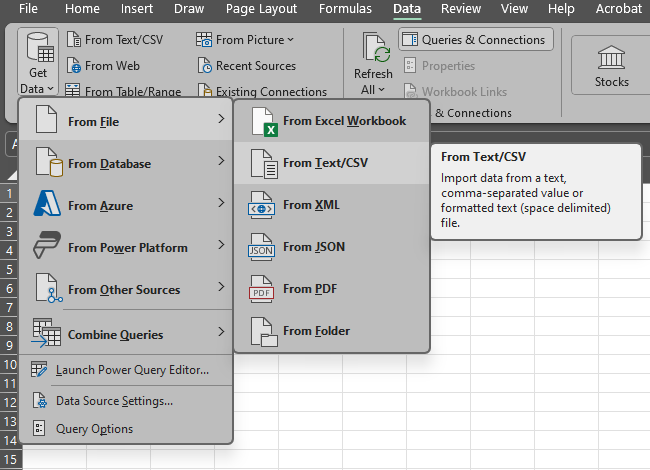 File Home Insert Draw Page Layout Formulas Data Review View Help Acrobat
Get Data
From Text/CSV
From Web
From Table/Range
From Picture
Recent Sources
Existing Connections
Refresh All
Queries & Connections
Properties
Workbook Links
& Connections
Stocks
From File
From Database
From Azure
From Power Platform
From Other Sources
Combine Queries
Launch Power Query Editor...
Data Source Settings...
Query Options
From Excel Workbook
From Text/CSV
From XML
JSON
From JSON
PDF
From PDF
From Folder
From Text/CSV
Import data from a text,
comma-separated value or
formatted text (space delimited)
file.
1
2
3
4
5
6
7
8
9
10
11
12
13
14
15